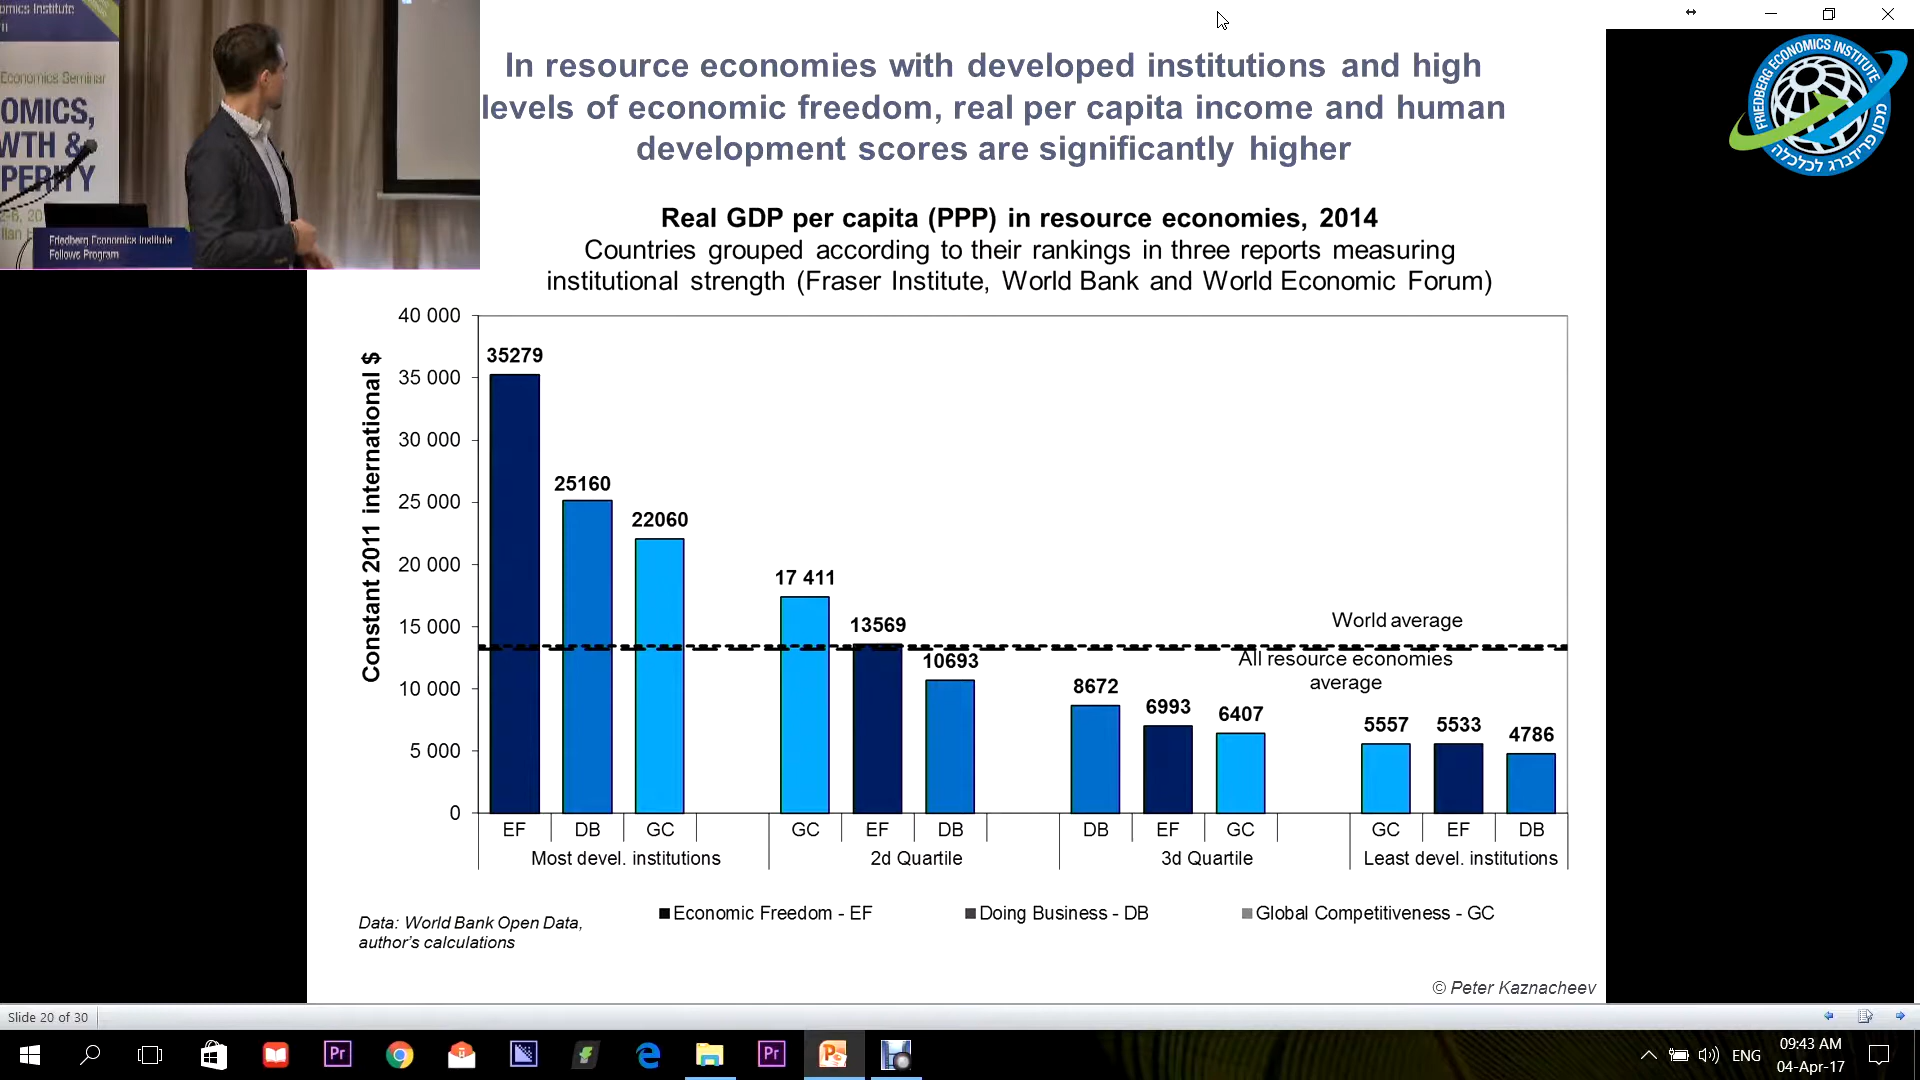 omics Institute
Economics Seminar
OMICS,
WTH &
PERITY
Friedberg Economics Institute
Fellows Program
FRIEDBERG ECONOMICS INSTITUTE
מכון פרידברג לכלכלה
In resource economies with developed institutions and high
levels of economic freedom, real per capita income and human
development scores are significantly higher
Real GDP per capita (PPP) in resource economies, 2014
Countries grouped according to their rankings in three reports measuring
institutional strength (Fraser Institute, World Bank and World Economic Forum)
Constant 2011 international $
40 000
35 000
30 000
25 000
20 000
15 000
10 000
5 000
0
35279
25160
22060
17 411
13569
10693
8672
6993
6407
5557
5533
4786
World average
All resource economies
average
EF DB GC GC EF DB DB EF GC GC EF DB
Most devel. institutions 2d Quartile 3d Quartile Least devel. institutions
Economic Freedom - EF Doing Business - DB Global Competitiveness - GC
Data: World Bank Open Data,
author's calculations
© Peter Kaznacheev
Slide 20 of 30
Pr
Pr
ENG
09:43 AM
04-Apr-17